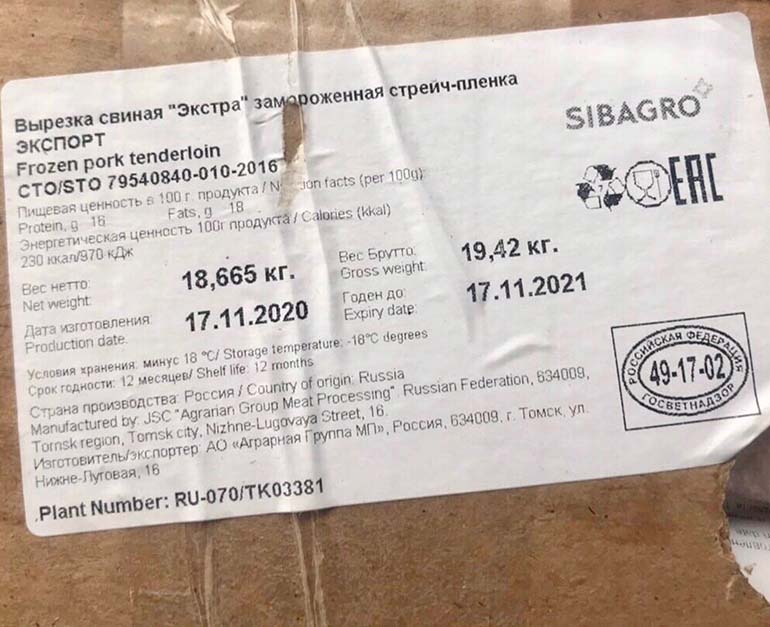 Вырезка свиная "Экстра" замороженная стрейч-пленка
ЭКСПОРТ
Frozen pork tenderloin
СТО/STO 79540840-010-2016
SIBAGRO
EAC
Пищевая ценность в 100 г. продукта / facts (per 100g):
Protein, g 16 Fats, g 18
Энергетическая ценность 100г продукта / Calories (kkal)
230 ккал/970 кДж
Вес нетто: 18,665 кг. Вес Брутто: 19,42 кг.
Net weight: Gross weight:
Дата изготовления: 17.11.2020 Годен до: 17.11.2021
Production date: Expiry date:
Условия хранения: минус 18 °C/ Storage temperature: -18°C degrees
Срок годности: 12 месяцев/ Shelf life: 12 months
Страна производства: Россия / Country of origin: Russia
Manufactured by: JSC "Agrarian Group Meat Processing". Russian Federation, 634009,
Tomsk region, Tomsk city, Nizhne-Lugovaya Street, 16.
Изготовитель/экспортер: АО «Аграрная Группа МП», Россия, 634009, г. Томск, ул.
Нижне-Луговая, 16
.Plant Number: RU-070/TK03381
РОССИЙСКАЯ ФЕДЕРАЦИЯ
49-17-02
ГОСВЕТНАДЗОР